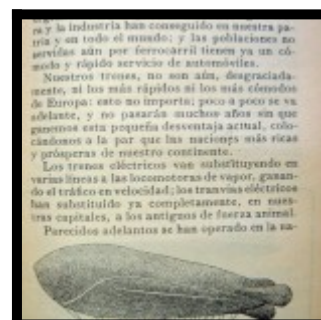 ra y la industria han conseguido en nuestra pa-
tria y en todo el mundo; y las poblaciones no
servidas aún por ferrocarril tienen ya un có-
modo y rápido servicio de automóviles.
Nuestros trenes, no son aún, desgraciada-
mente, ni los más rápidos ni los más cómodos
de Europa: esto no importa; poco a poco se va
adelante, y no pasarán muchos años sin que
ganemos esta pequeña desventaja actual, colo-
cándonos a la par que las naciones más ricas
y prósperas de nuestro continente.
Los trenes eléctricos van substituyendo en
varias líneas a las locomotoras de vapor, ganan-
do el tráfico en velocidad; los tranvías eléctricos
han substituído ya completamente, en nues-
tras capitales, a los antiguos de fuerza animal.
Parecidos adelantos se han operado en la na-